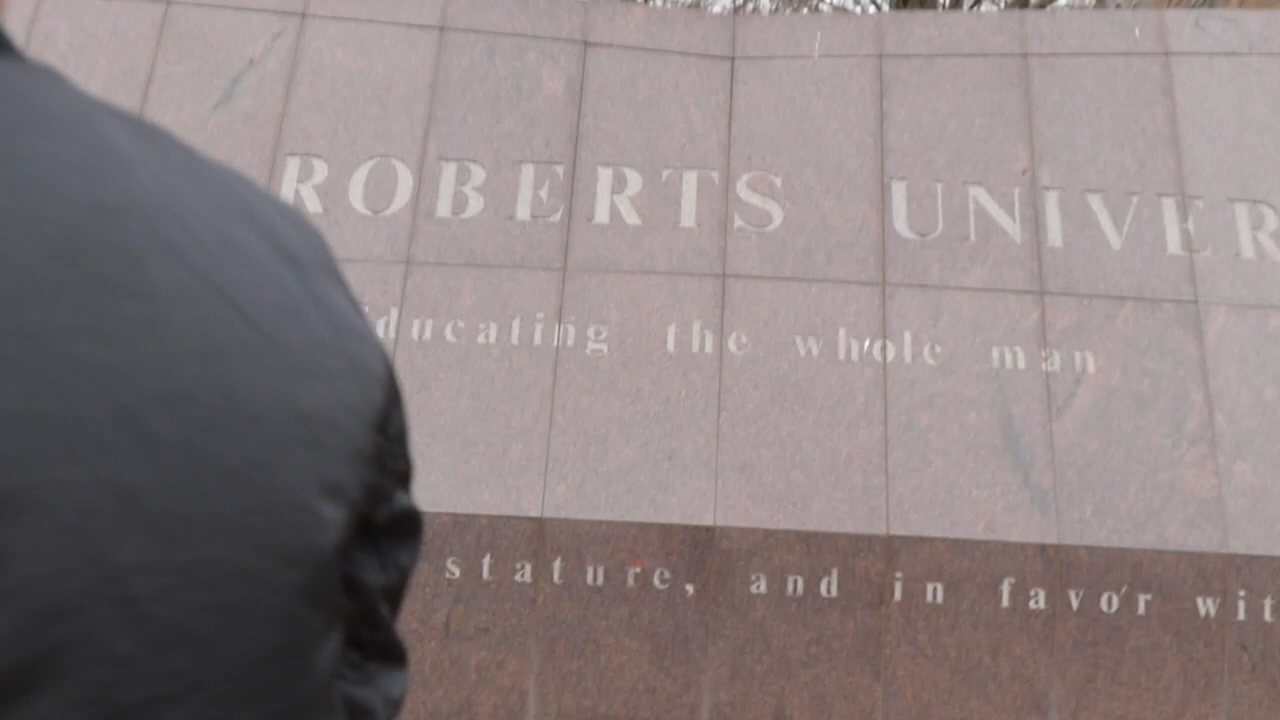 ROBERTS UNIVER
ducating the whole man
stature, and in favor wit